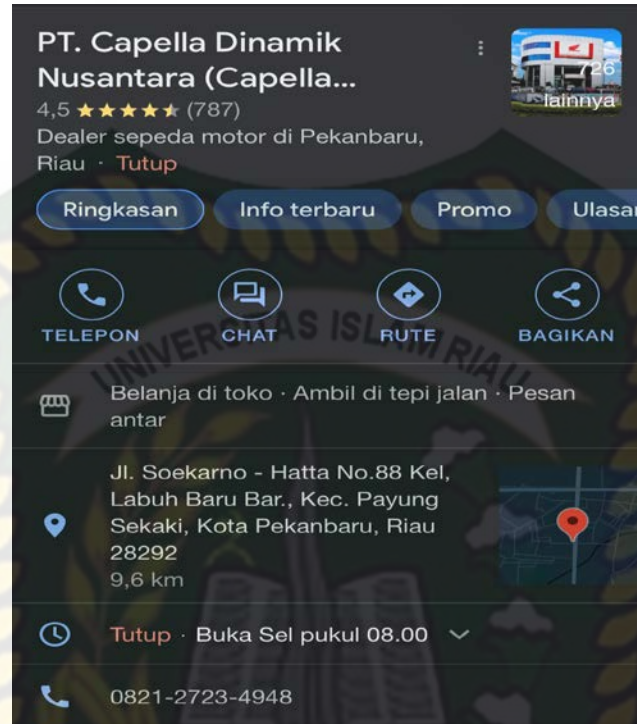 PT. Capella Dinamik
Nusantara (Capella...
726
lainnya
4,5 ★★★★★ (787)
Dealer sepeda motor di Pekanbaru,
Riau · Tutup
Ringkasan Info terbaru Promo Ulasan
TELEPON CHAT RUTE BAGIKAN
UNIVERSITAS ISLAM RIAU
Belanja di toko · Ambil di tepi jalan · Pesan
antar
Jl. Soekarno - Hatta No.88 Kel,
Labuh Baru Bar., Kec. Payung
Sekaki, Kota Pekanbaru, Riau
28292
9,6 km
Tutup · Buka Sel pukul 08.00
0821-2723-4948